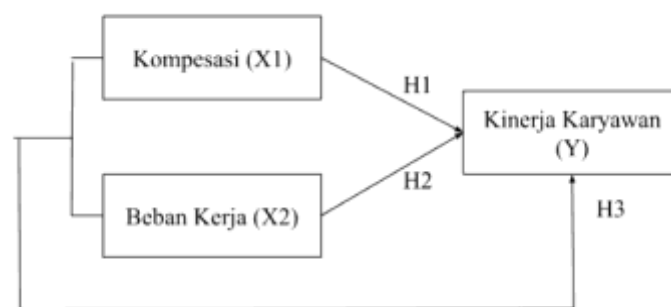 Kompesasi (X1)
H1
Kinerja Karyawan
(Y)
H2
Beban Kerja (X2)
H3